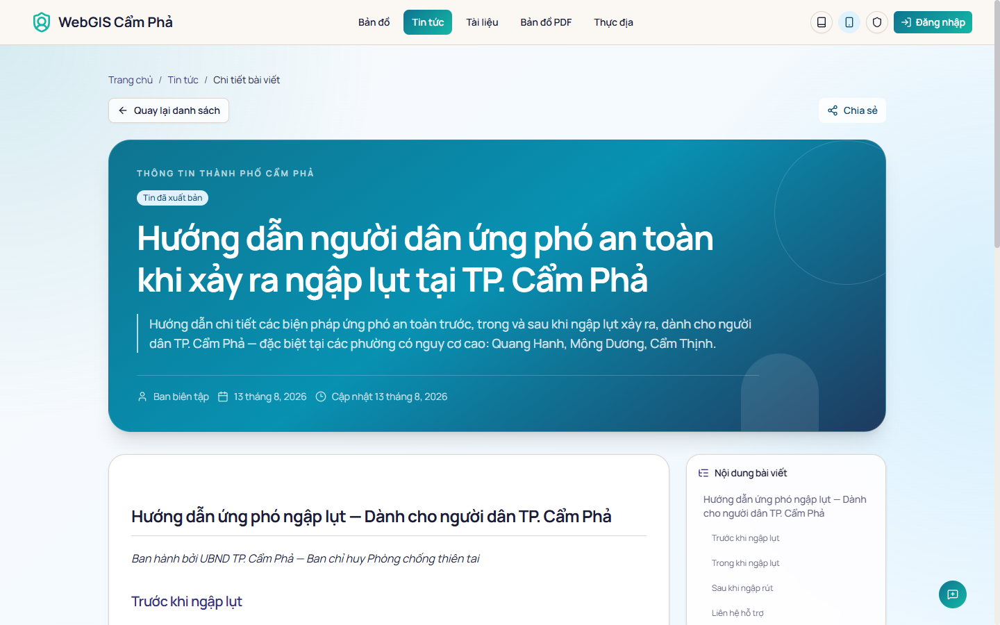 WebGIS Cẩm Phả
Bản đồ
Tin tức
Tài liệu
Bản đồ PDF
Thực địa
Đăng nhập
Trang chủ / Tin tức / Chi tiết bài viết
Quay lại danh sách
Chia sẻ
THÔNG TIN THÀNH PHỐ CẨM PHẢ
Tin đã xuất bản
Hướng dẫn người dân ứng phó an toàn
khi xảy ra ngập lụt tại TP. Cẩm Phả
Hướng dẫn chi tiết các biện pháp ứng phó an toàn trước, trong và sau khi ngập lụt xảy ra, dành cho người
dân TP. Cẩm Phả — đặc biệt tại các phường có nguy cơ cao: Quang Hanh, Mông Dương, Cẩm Thịnh.
Ban biên tập
13 tháng 8, 2026
Cập nhật 13 tháng 8, 2026
Hướng dẫn ứng phó ngập lụt — Dành cho người dân TP. Cẩm Phả
Ban hành bởi UBND TP. Cẩm Phả — Ban chỉ huy Phòng chống thiên tai
Trước khi ngập lụt
Nội dung bài viết
Hướng dẫn ứng phó ngập lụt — Dành
cho người dân TP. Cẩm Phả
Trước khi ngập lụt
Trong khi ngập lụt
Sau khi ngập rút
Liên hệ hỗ trợ